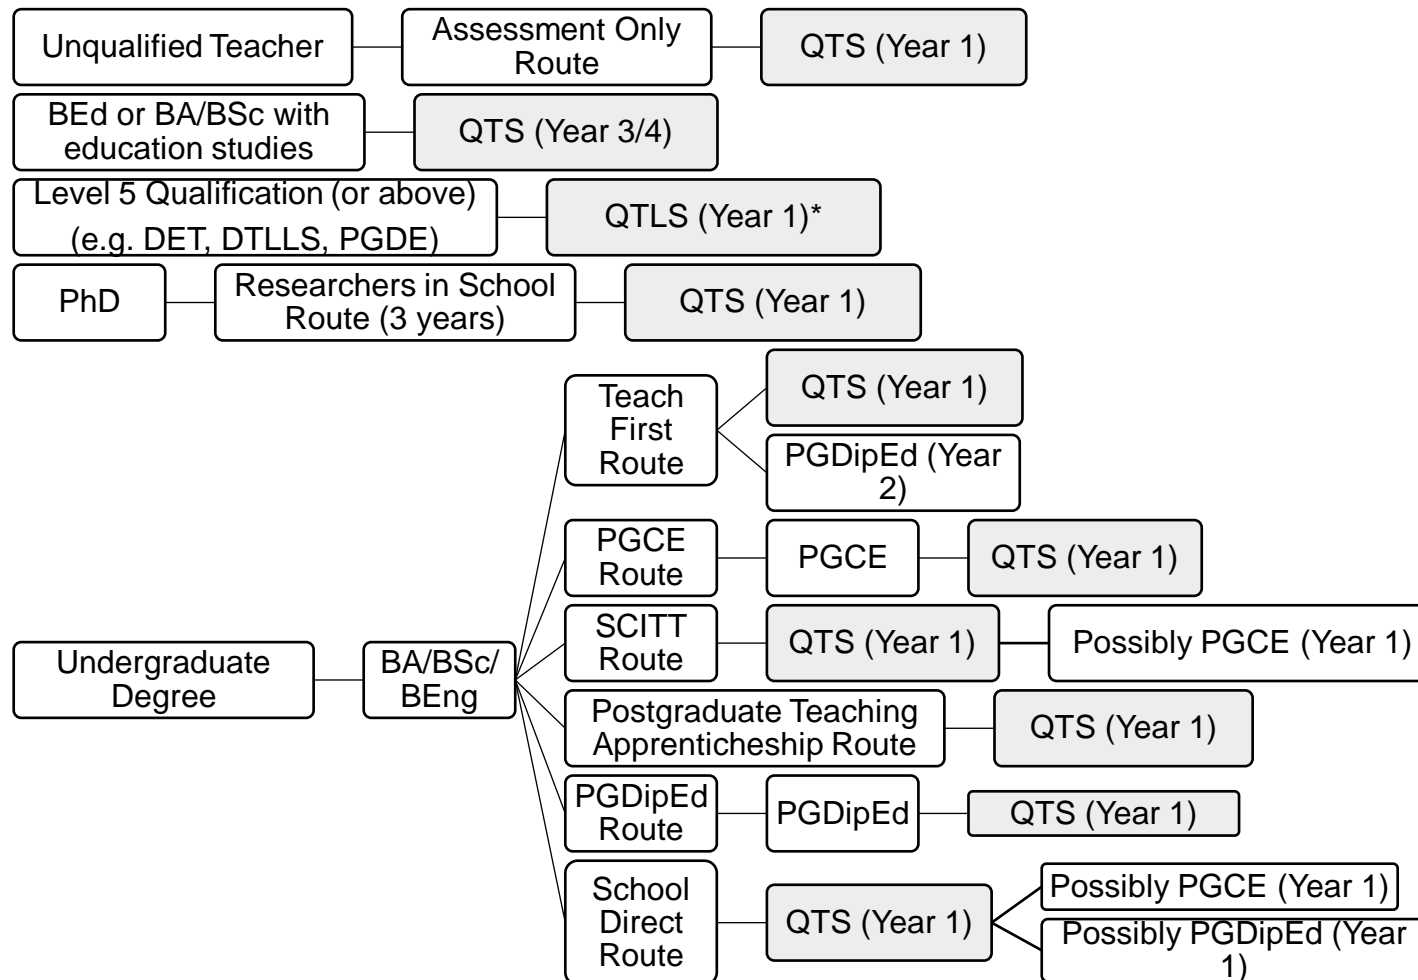 Unqualified Teacher
Assessment Only
Route
QTS (Year 1)
BEd or BA/BSc with
education studies
QTS (Year 3/4)
Level 5 Qualification (or above)
(e.g. DET, DTLLS, PGDE)
QTLS (Year 1)*
PhD
Researchers in School
Route (3 years)
QTS (Year 1)
Undergraduate
Degree
BA/BSc/
BEng
Teach
First
Route
QTS (Year 1)
PGDipEd (Year
2)
PGCE
Route
PGCE
QTS (Year 1)
SCITT
Route
QTS (Year 1)
Possibly PGCE (Year 1)
Postgraduate Teaching
Apprenticheship Route
QTS (Year 1)
PGDipEd
Route
PGDipEd
QTS (Year 1)
School
Direct
Route
QTS (Year 1)
Possibly PGCE (Year 1)
Possibly PGDipEd (Year
1)